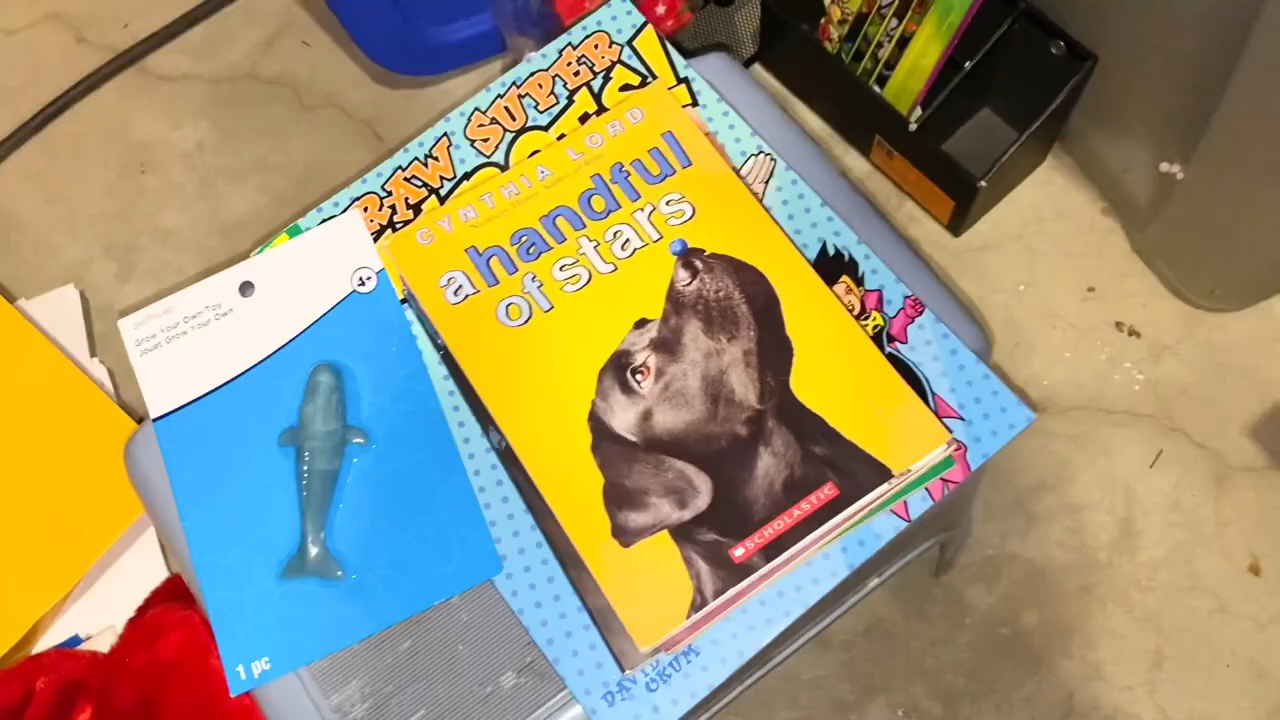 RAW SUPER
CYNTHIA LORD
a handful
of stars
SCHOLASTIC
DAVID
OKUM
4+
Grow Your Own Toy
Jouet Grow Your Own
1 pc